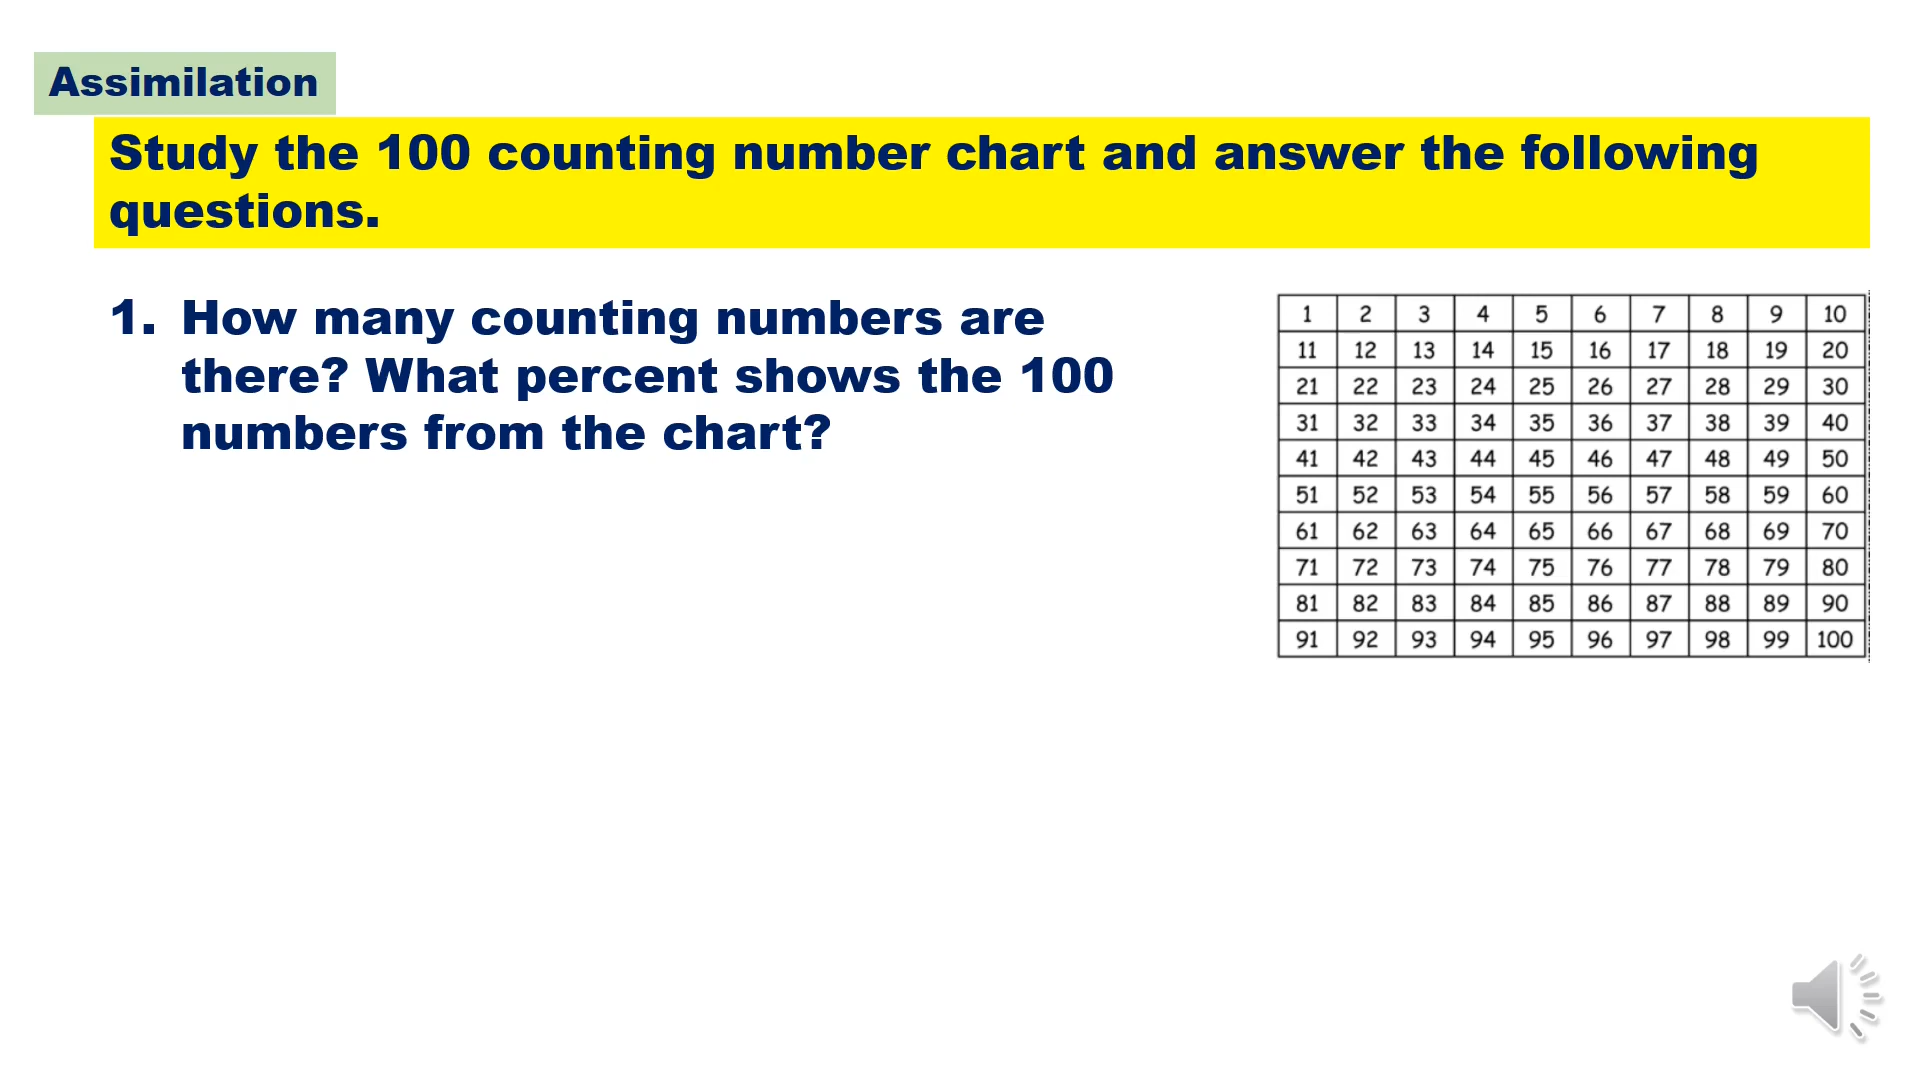 Assimilation
Study the 100 counting number chart and answer the following
questions.
1. How many counting numbers are
there? What percent shows the 100
numbers from the chart?
1 2 3 4 5 6 7 8 9 10
11 12 13 14 15 16 17 18 19 20
21 22 23 24 25 26 27 28 29 30
31 32 33 34 35 36 37 38 39 40
41 42 43 44 45 46 47 48 49 50
51 52 53 54 55 56 57 58 59 60
61 62 63 64 65 66 67 68 69 70
71 72 73 74 75 76 77 78 79 80
81 82 83 84 85 86 87 88 89 90
91 92 93 94 95 96 97 98 99 100